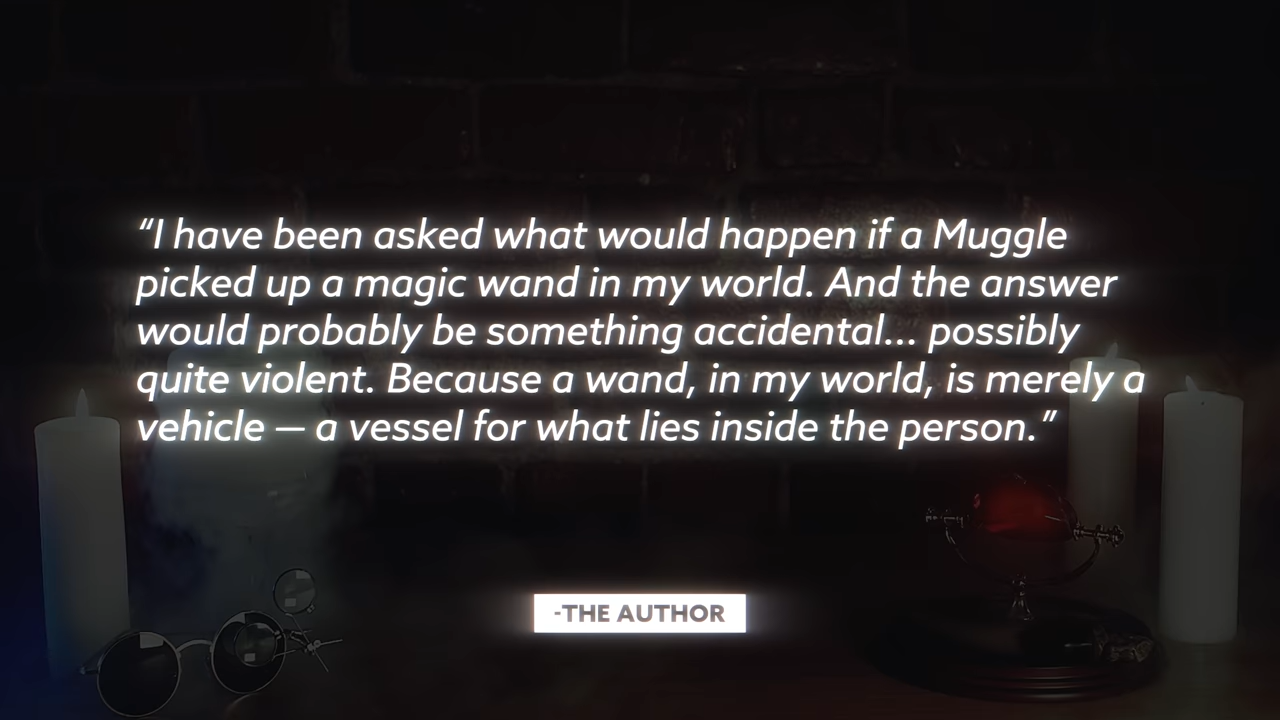 “I have been asked what would happen if a Muggle
picked up a magic wand in my world. And the answer
would probably be something accidental... possibly
quite violent. Because a wand, in my world, is merely a
vehicle – a vessel for what lies inside the person.”
-THE AUTHOR